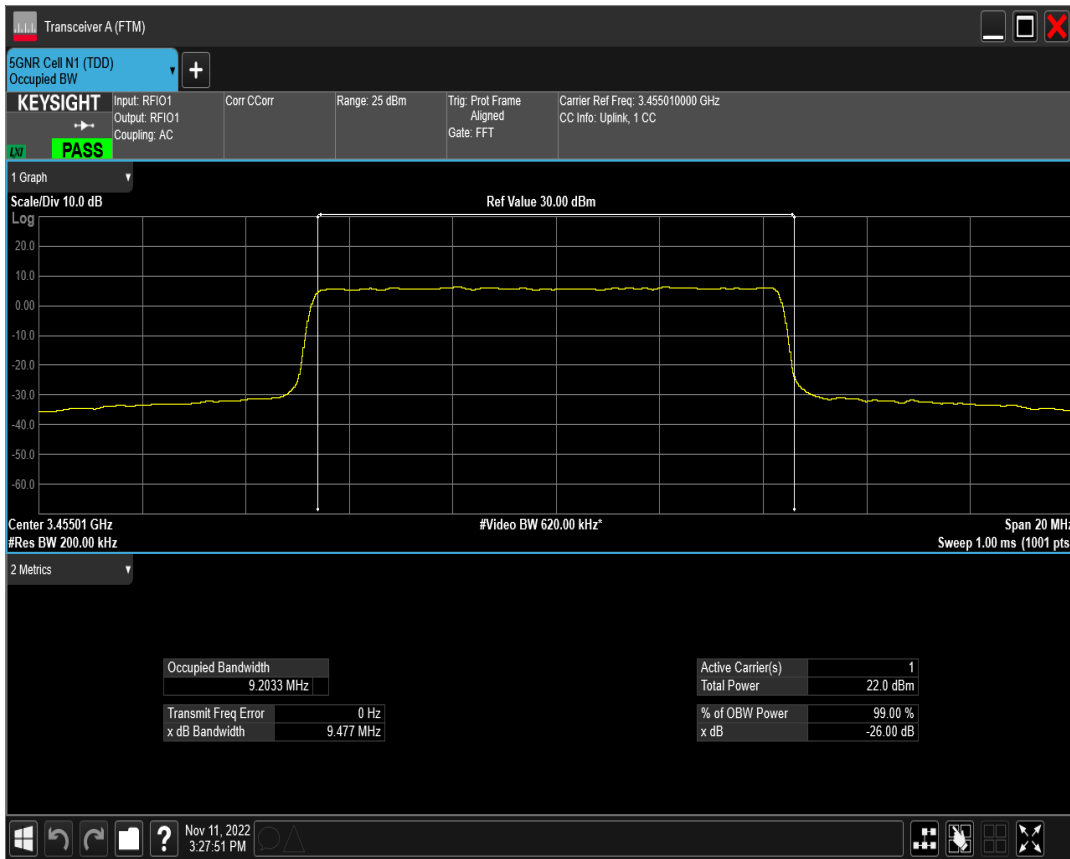 Transceiver A (FTM)
5GNR Cell N1 (TDD)
Occupied BW
+
KEYSIGHT
LXI
PASS
Input: RFIO1
Output: RFIO1
Coupling: AC
Corr CCorr
Range: 25 dBm
Trig: Prot Frame
Aligned
Gate: FFT
Carrier Ref Freq: 3.455010000 GHz
CC Info: Uplink, 1 CC
1 Graph
Scale/Div 10.0 dB
Ref Value 30.00 dBm
Log
20.0
10.0
0.00
-10.0
-20.0
-30.0
-40.0
-50.0
-60.0
Center 3.45501 GHz
#Video BW 620.00 kHz*
Span 20 MHz
#Res BW 200.00 kHz
Sweep 1.00 ms (1001 pts
2 Metrics
Occupied Bandwidth
9.2033 MHz
Transmit Freq Error 0 Hz
x dB Bandwidth 9.477 MHz
Active Carrier(s) 1
Total Power 22.0 dBm
% of OBW Power 99.00 %
x dB -26.00 dB
?
Nov 11, 2022
3:27:51 PM